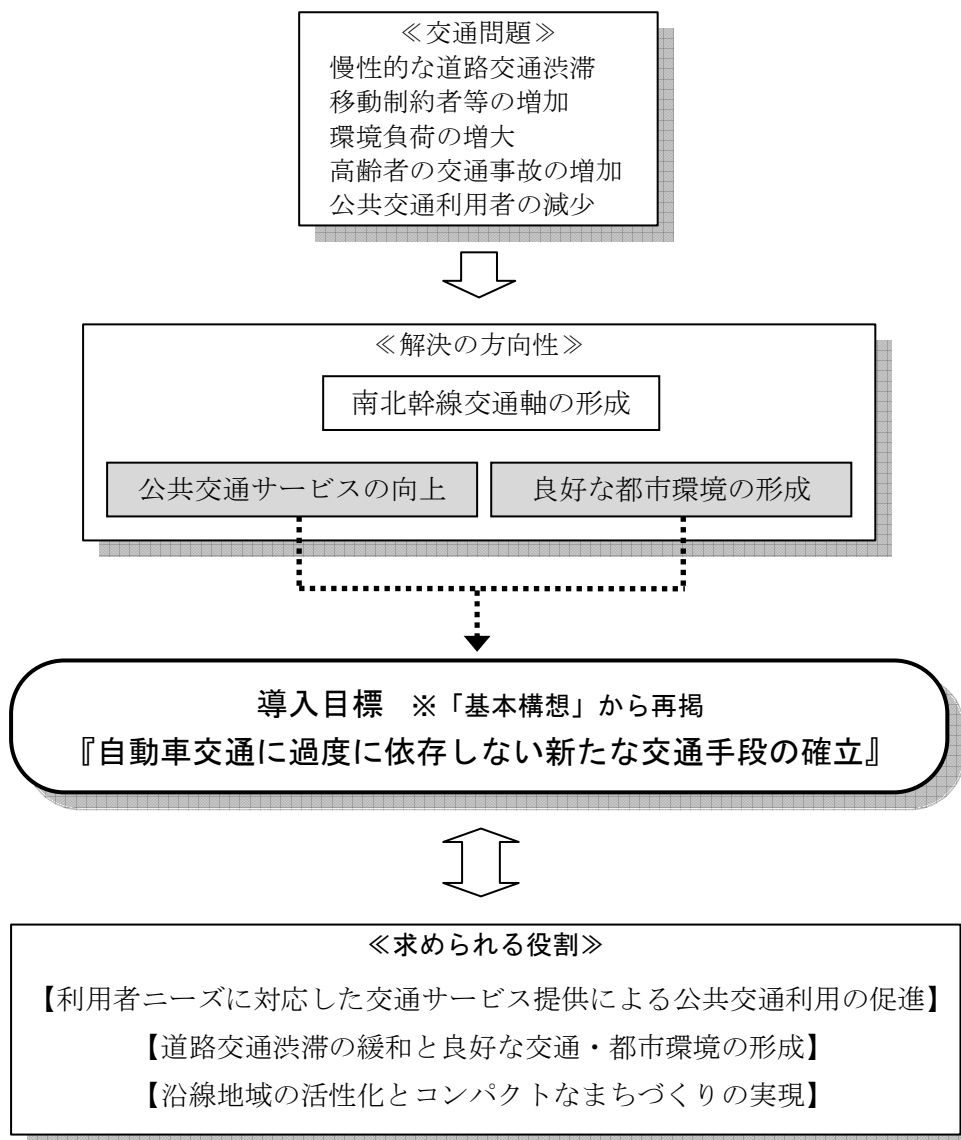 ≪交通問題≫
慢性的な道路交通渋滞
移動制約者等の増加
環境負荷の増大
高齢者の交通事故の増加
公共交通利用者の減少
≪解決の方向性≫
南北幹線交通軸の形成
公共交通サービスの向上
良好な都市環境の形成
導入目標 ※「基本構想」から再掲
『自動車交通に過度に依存しない新たな交通手段の確立』
≪求められる役割≫
【利用者ニーズに対応した交通サービス提供による公共交通利用の促進】
【道路交通渋滞の緩和と良好な交通・都市環境の形成】
【沿線地域の活性化とコンパクトなまちづくりの実現】